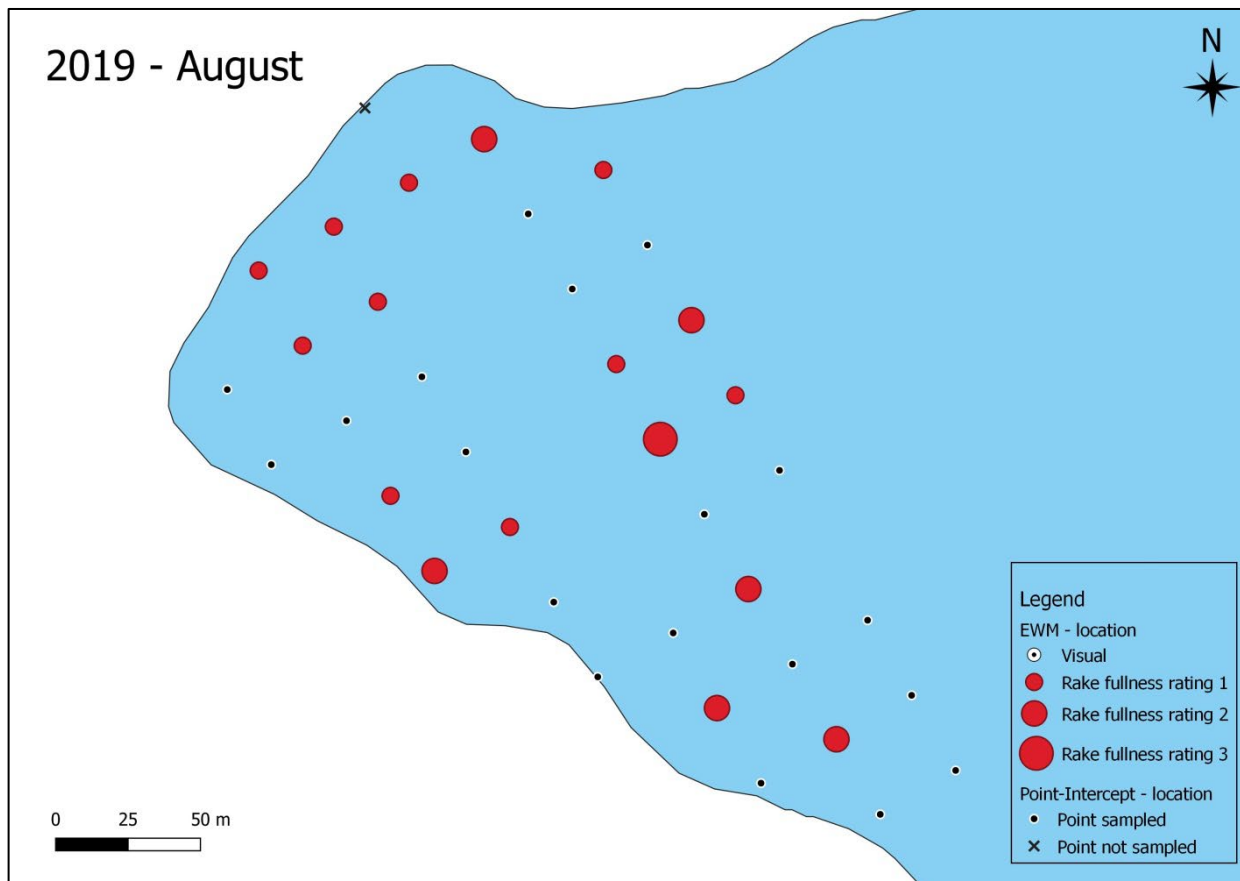 2019 - August
N
Legend
EWM - location
Visual
Rake fullness rating 1
Rake fullness rating 2
Rake fullness rating 3
Point-Intercept - location
Point sampled
Point not sampled
0 25 50 m